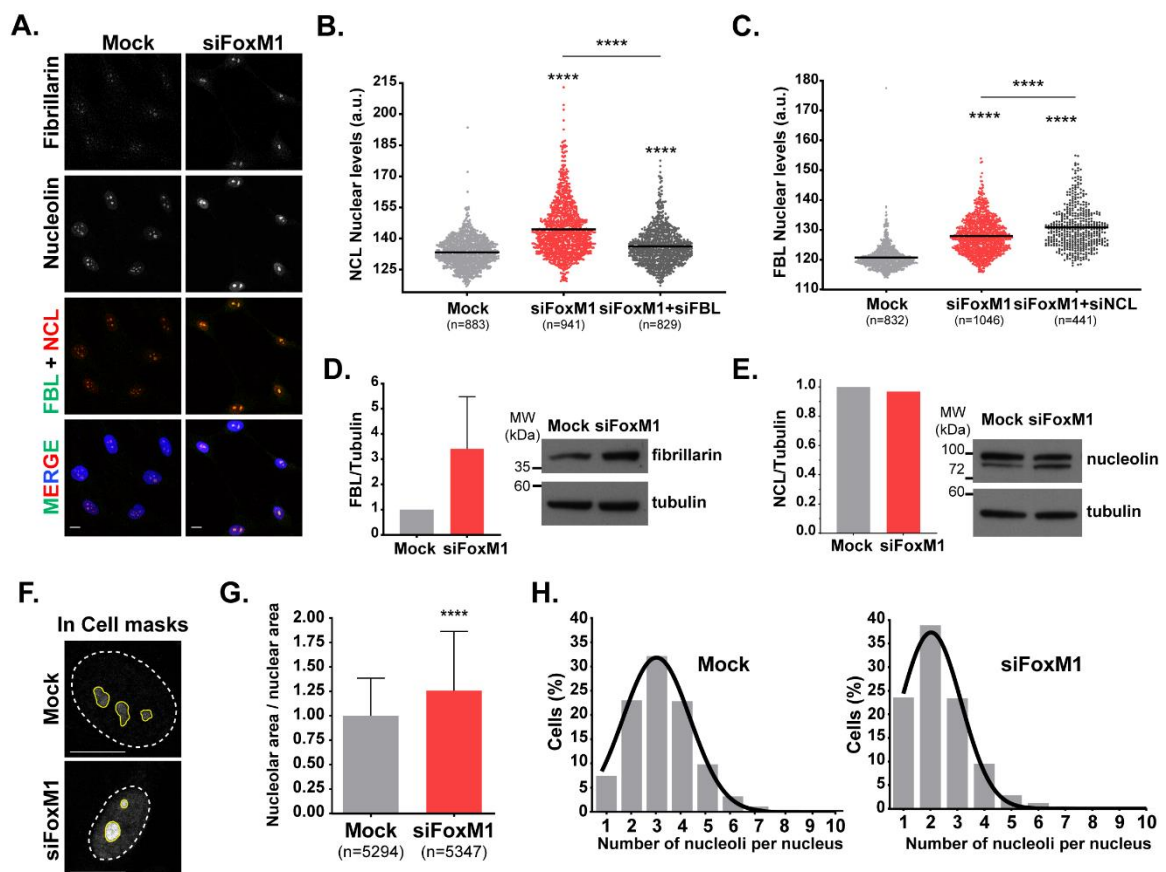 A.
Mock siFoxM1
Fibrillarin
Nucleolin
FBL + NCL
MERGE
B.
****
****
****
NCL Nuclear levels (a.u.)
215
205
185
165
145
125
Mock siFoxM1 siFoxM1+siFBL
(n=883) (n=941) (n=829)
C.
****
**** ****
FBL Nuclear levels (a.u.)
180
170
160
150
140
130
120
110
Mock siFoxM1 siFoxM1+siNCL
(n=832) (n=1046) (n=441)
D.
FBL/Tubulin
6
5
4
3
2
1
0
Mock siFoxM1
MW
(kDa)
Mock siFoxM1
35
fibrillarin
60
tubulin
E.
NCL/Tubulin
1.0
0.8
0.6
0.4
0.2
0.0
Mock siFoxM1
MW
(kDa)
Mock siFoxM1
100
72
nucleolin
60
tubulin
F.
In Cell masks
Mock
siFoxM1
G.
****
Nucleolar area / nuclear area
2.00
1.75
1.50
1.25
1.00
0.75
0.50
0.25
0.00
Mock siFoxM1
(n=5294) (n=5347)
H.
Mock
Cells (%)
40
35
30
25
20
15
10
5
0
1 2 3 4 5 6 7 8 9 10
Number of nucleoli per nucleus
siFoxM1
Cells (%)
40
35
30
25
20
15
10
5
0
1 2 3 4 5 6 7 8 9 10
Number of nucleoli per nucleus